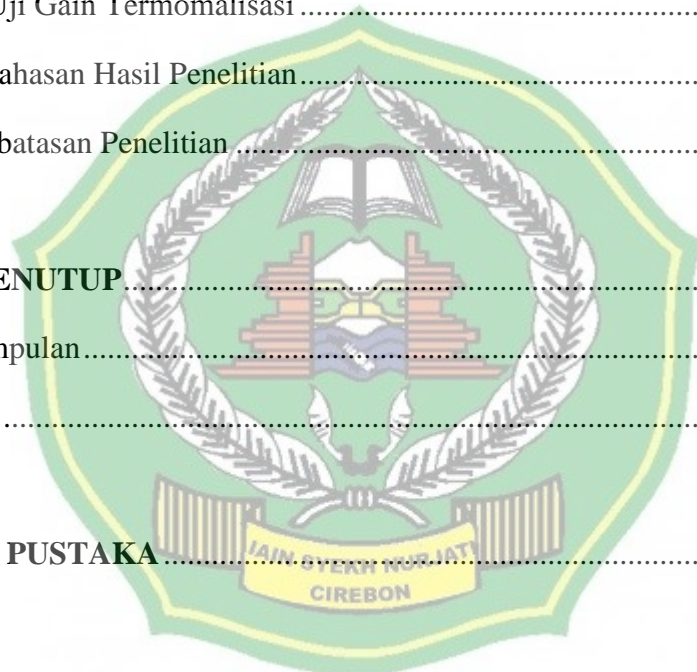 Uji Gain Termomalisasi ................................
ahasan Hasil Penelitian ................................
batasan Penelitian ................................
ENUTUP ................................
npulan ................................
................................
PUSTAKA ................................
IAIN SYEKH NURJATI
CIREBON